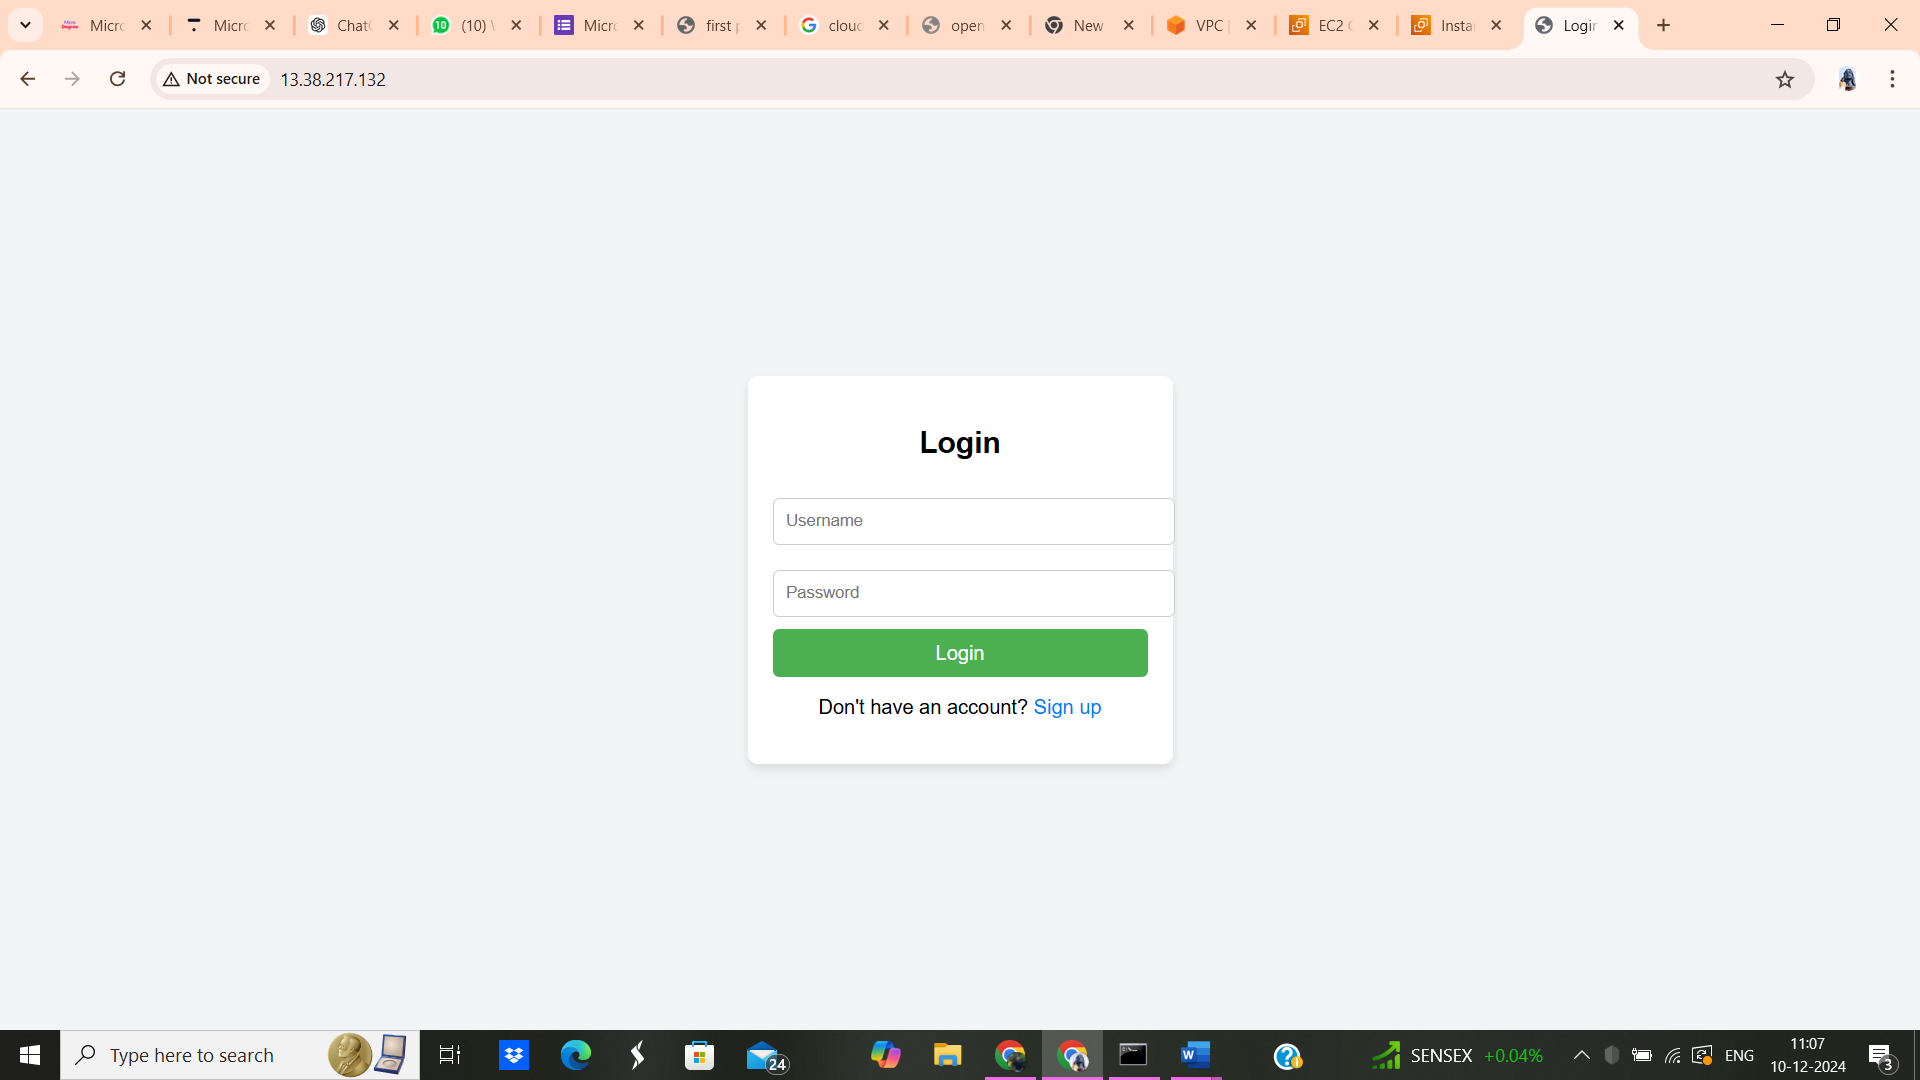 Micro
Micro
ChatG
(10) W
Micro
first p
cloud
open
New
VPC |
EC2 C
Instan
Login
Not secure
13.38.217.132
Login
Username
Password
Login
Don't have an account? Sign up
Type here to search
24
SENSEX +0.04%
ENG
11:07
10-12-2024
3